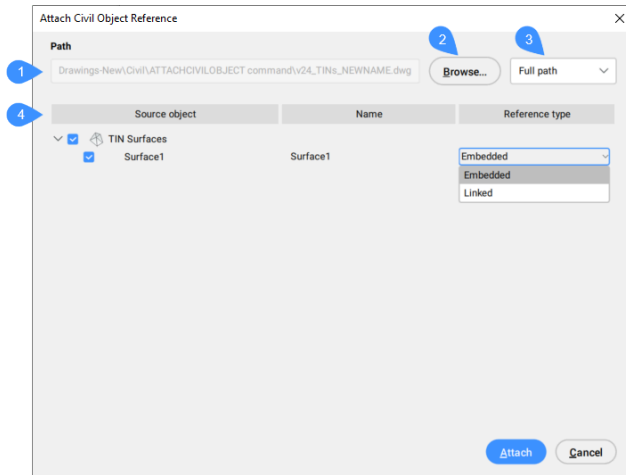 Attach Civil Object Reference
Path
2
3
1
Drawings-New\Civil\ATTACHCIVILOBJECT command\v24_TINs_NEWNAME.dwg
Browse...
Full path
4
Source object Name Reference type
TIN Surfaces
Surface1 Surface1 Embedded
Embedded
Linked
Attach Cancel